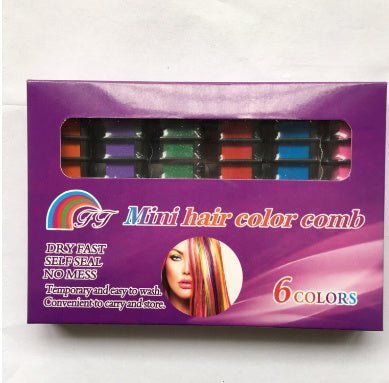 GT Mini hair color comb
DRY FAST
SELF SEAL
NO MESS
Temporary and easy to wash.
Convenient to carry and store.
6 COLORS